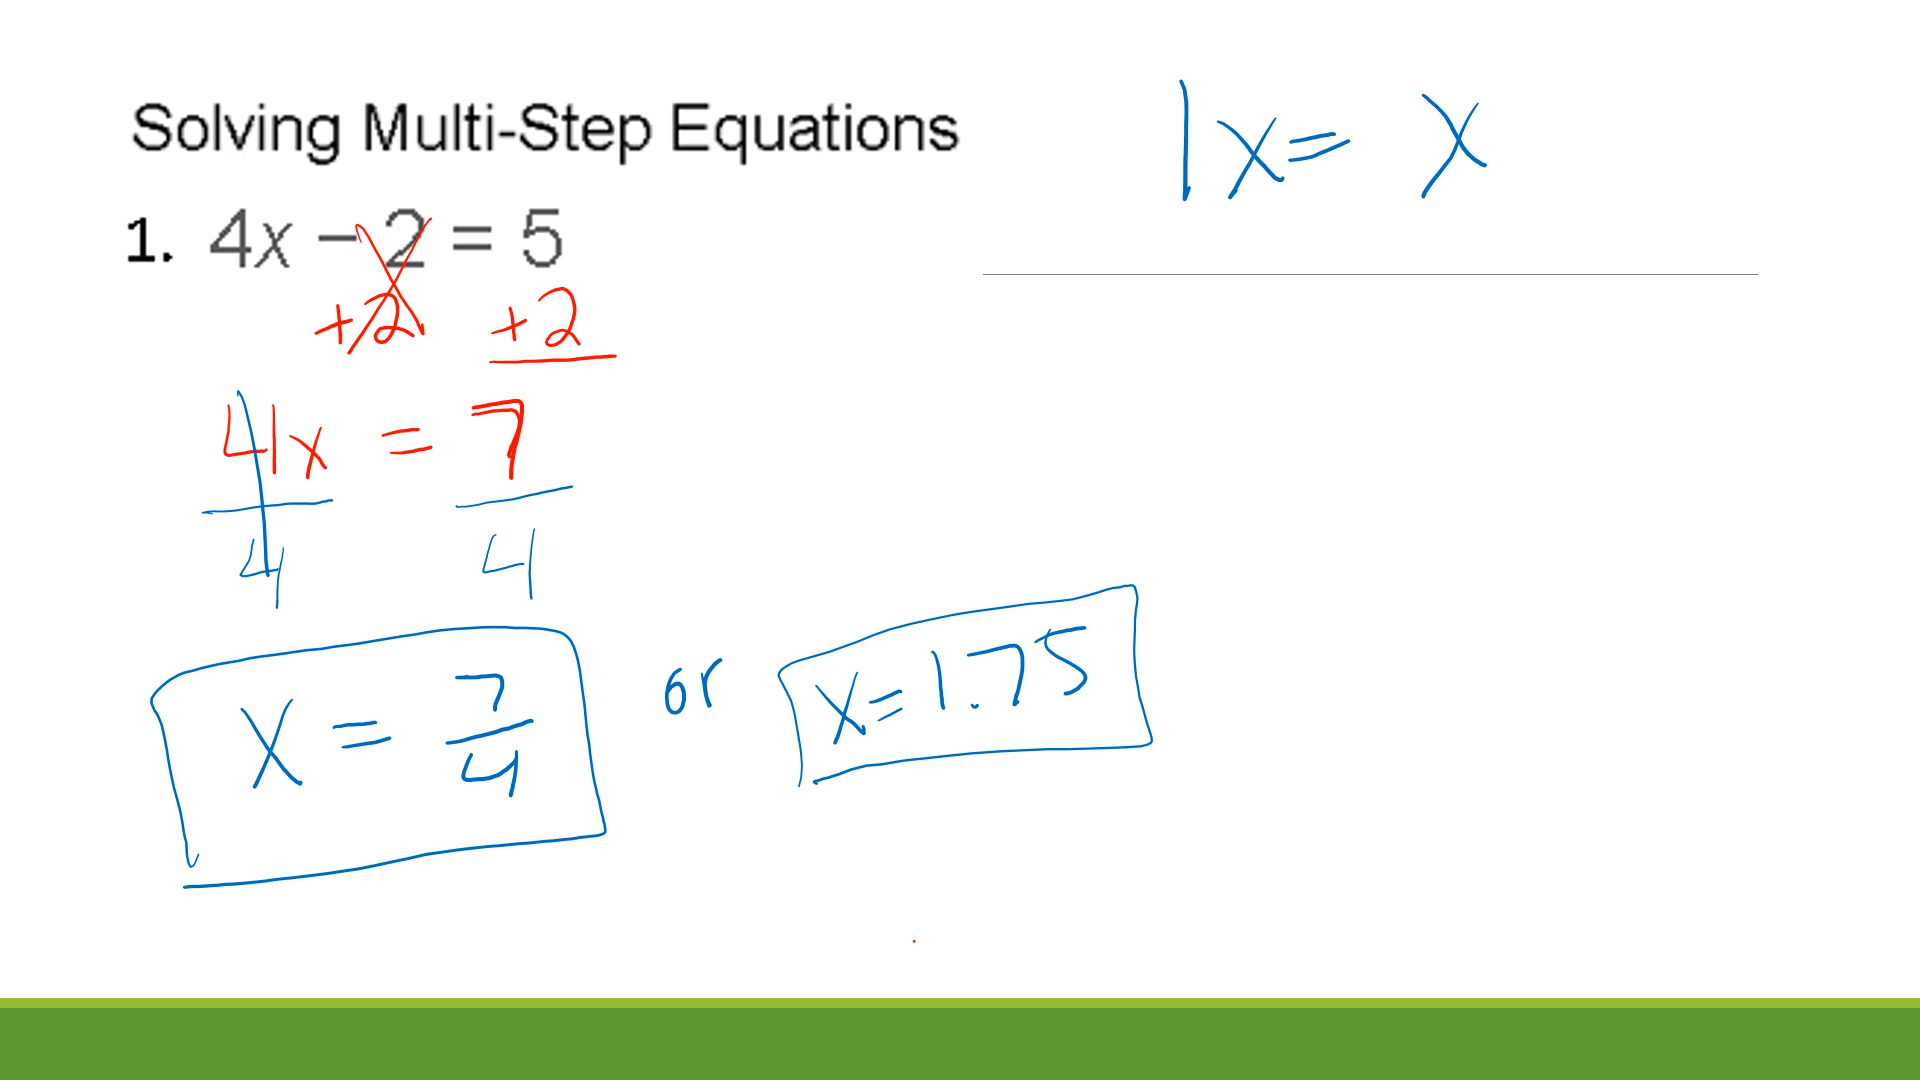 Solving Multi-Step Equations
1x = x
1. 4x - 2 = 5
+2 +2
4x = 7
4 4
x = 7/4 or x = 1.75